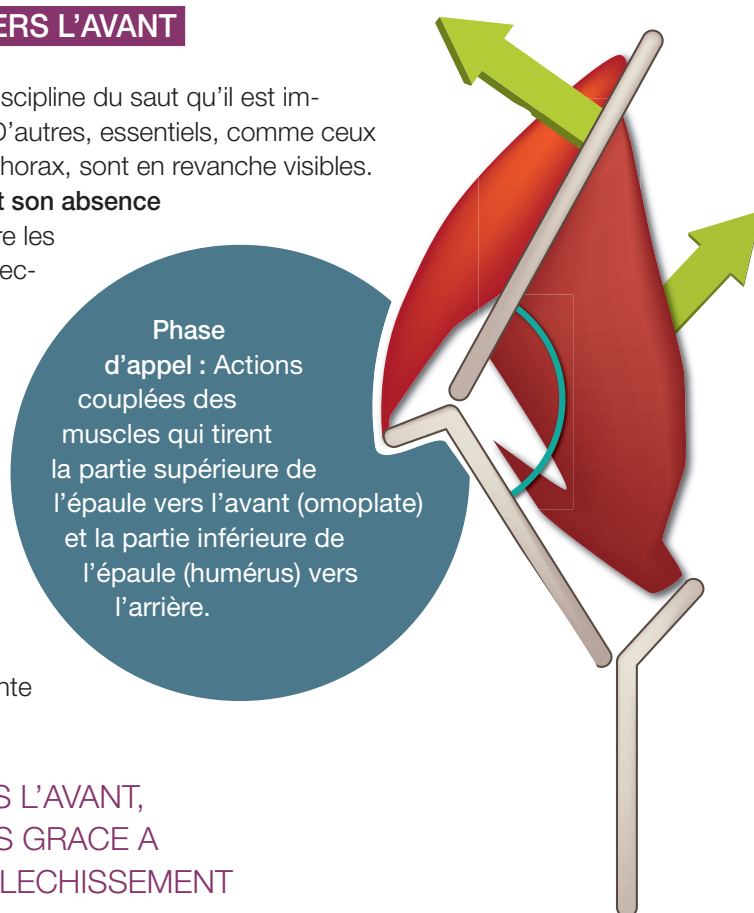 ERS L'AVANT
scipline du saut qu'il est im-
D'autres, essentiels, comme ceux
horax, sont en revanche visibles.
t son absence
re les
ec-
Phase
d'appel : Actions
couplées des
muscles qui tirent
la partie supérieure de
l'épaule vers l'avant (omoplate)
et la partie inférieure de
l'épaule (humérus) vers
l'arrière.
nte
S L'AVANT,
S GRACE A
LECHISSEMENT